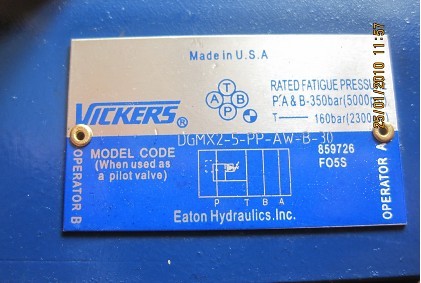 Made in U.S.A
T
A B
P
VICKERS®
RATED FATIGUE PRESSURE
P'A & B-350bar(5000
T 160bar(2300
DGMX2-5-PP-AW-B-30
MODEL CODE
(When used as
a pilot valve)
859726
FO5S
P T B A
Eaton Hydraulics.Inc.
OPERATOR B
OPERATOR A
25/01/2010 11:57